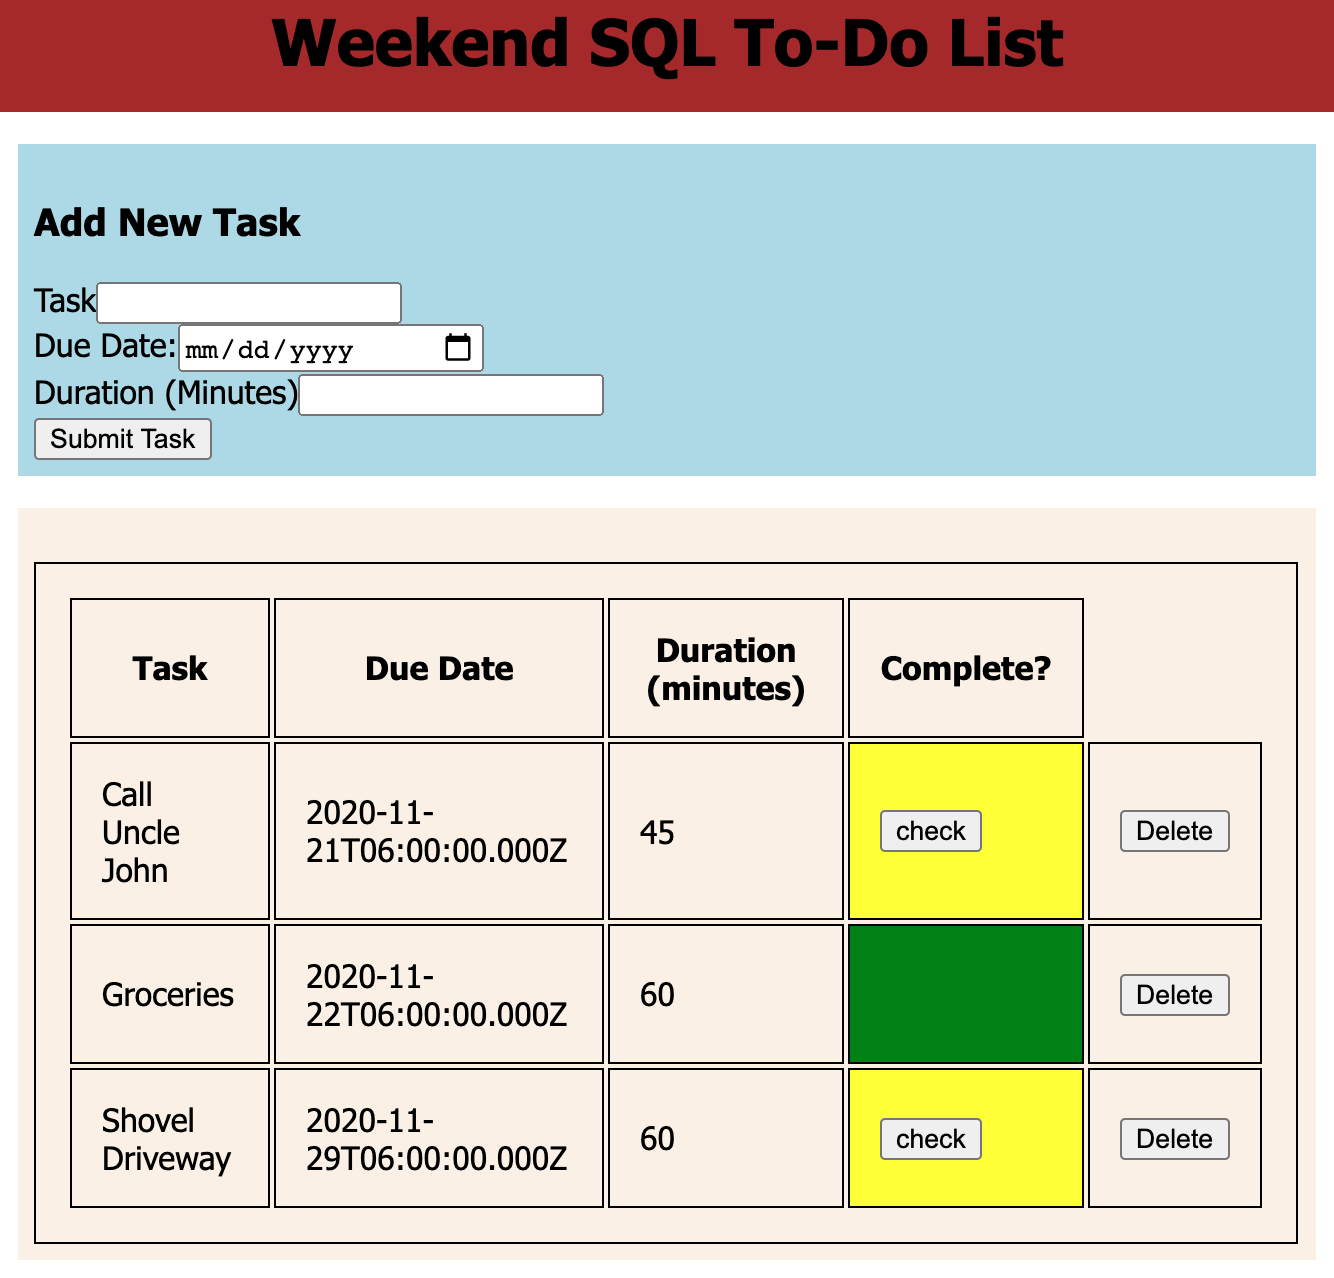 Weekend SQL To-Do List
Add New Task
Task
Due Date: mm/dd/yyyy
Duration (Minutes)
Submit Task
Task
Due Date
Duration
(minutes)
Complete?
Call
Uncle
John
2020-11-
21T06:00:00.000Z
45
check
Delete
Groceries
2020-11-
22T06:00:00.000Z
60
Delete
Shovel
Driveway
2020-11-
29T06:00:00.000Z
60
check
Delete